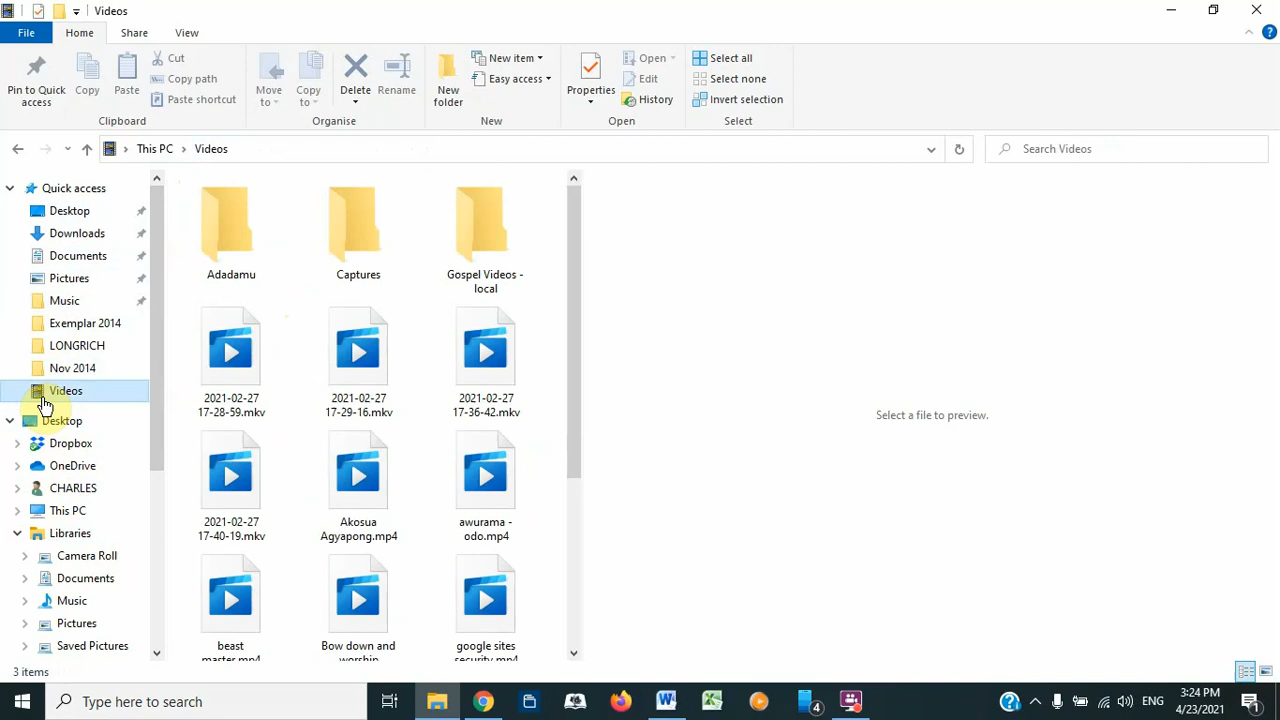 Videos
File Home Share View
Pin to Quick access
Copy
Paste
Cut
Copy path
Paste shortcut
Clipboard
Move to
Copy to
Delete
Rename
Organise
New folder
New item
Easy access
New
Properties
Open
Edit
History
Open
Select all
Select none
Invert selection
Select
This PC > Videos
Search Videos
Quick access
Desktop
Downloads
Documents
Pictures
Music
Exemplar 2014
LONGRICH
Nov 2014
Videos
Desktop
Dropbox
OneDrive
CHARLES
This PC
Libraries
Camera Roll
Documents
Music
Pictures
Saved Pictures
Adadamu
Captures
Gospel Videos -
local
2021-02-27
17-28-59.mkv
2021-02-27
17-29-16.mkv
2021-02-27
17-36-42.mkv
2021-02-27
17-40-19.mkv
Akosua
Agyapong.mp4
awurama -
odo.mp4
beast
master.mp4
Bow down and
worship
google sites
security.mp4
Select a file to preview.
3 items
Type here to search
4
ENG
3:24 PM
4/23/2021
1